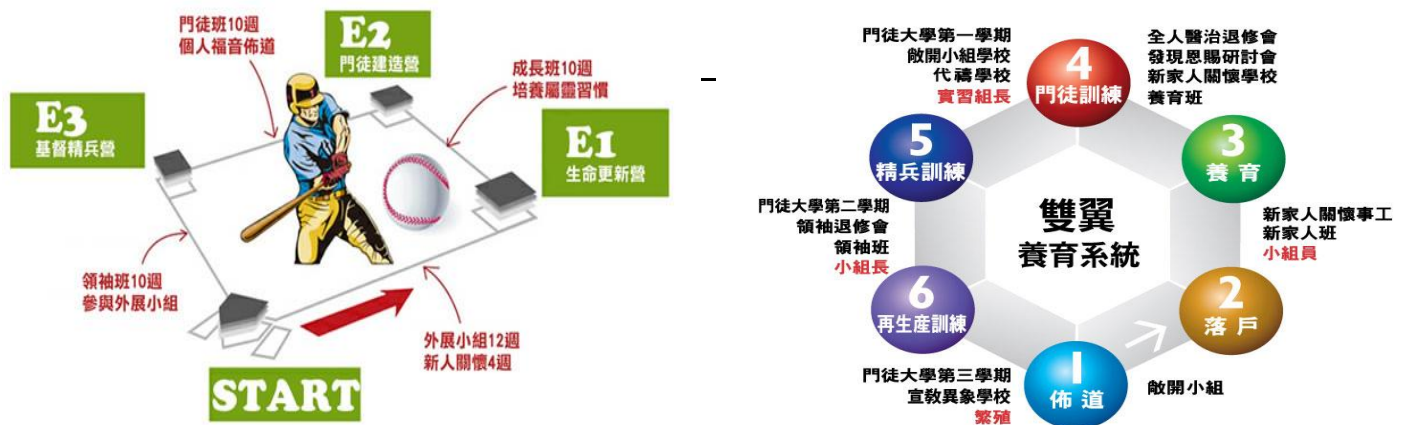 門徒班10週
個人福音佈道
E2
門徒建造營
成長班10週
培養屬靈習慣
E3
基督精兵營
E1
生命更新營
領袖班10週
參與外展小組
外展小組12週
新人關懷4週
START
門徒大學第一學期
敞開小組學校
代禱學校
實習組長
4
門徒訓練
全人醫治退修會
發現恩賜研討會
新家人關懷學校
養育班
5
精兵訓練
3
養育
雙翼
養育系統
門徒大學第二學期
領袖退修會
領袖班
小組長
新家人關懷事工
新家人班
小組員
6
再生產訓練
2
落戶
門徒大學第三學期
宣教異象學校
繁殖
1
佈道
敞開小組